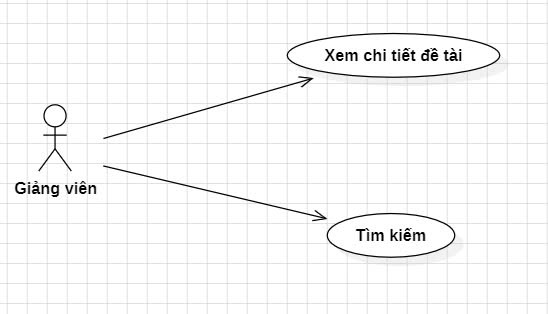 Xem chi tiết đề tài
Giảng viên
Tìm kiếm